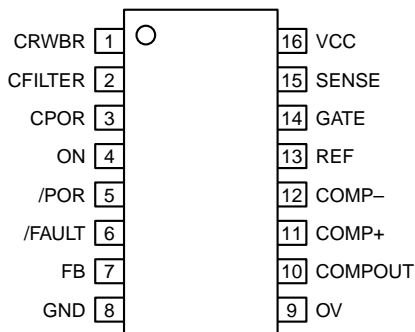 CRWBR 1 16 VCC
CFILTER 2 15 SENSE
CPOR 3 14 GATE
ON 4 13 REF
/POR 5 12 COMP–
/FAULT 6 11 COMP+
FB 7 10 COMPOUT
GND 8 9 OV